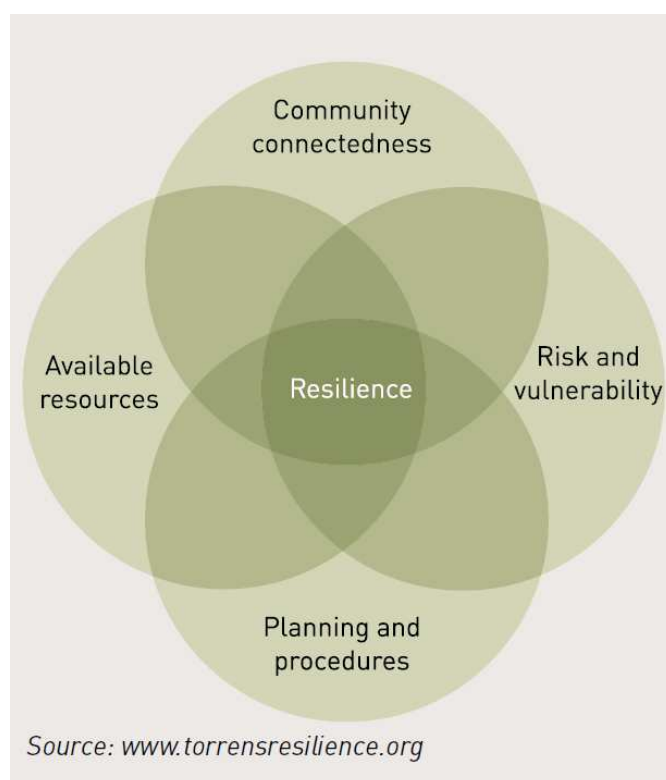 Community
connectedness
Available
resources
Resilience
Risk and
vulnerability
Planning and
procedures
Source: www.torrensresilience.org